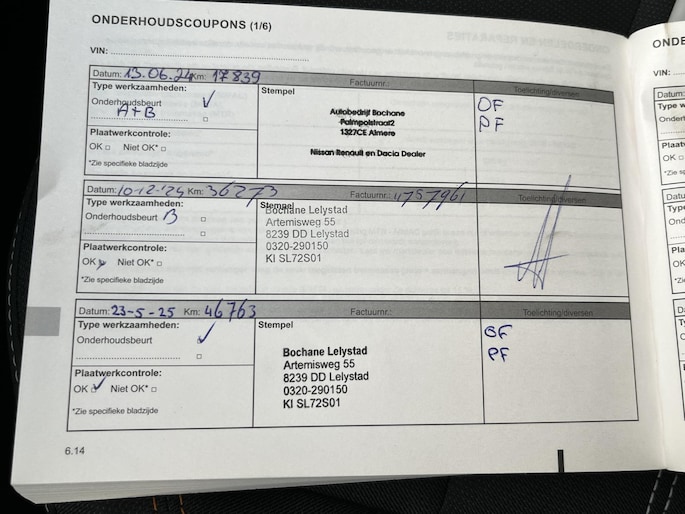 ONDERHOUDSCOUPONS (1/6)
VIN:
Datum: 13.06.24 Km: 17839 Factuurnr.: Toelichting/diversen
Type werkzaamheden:
Onderhoudsbeurt
A+B
Plaatwerkcontrole:
OK Niet OK*
*Zie specifieke bladzijde
Stempel
Autobedrijf Bochane
Palmpolstraat2
1327CE Almere
Nissan Renault en Dacia Dealer
OF
PF
Datum: 10-12-'24 Km: 36273 Factuurnr.: 4757961 Toelichting/diversen
Type werkzaamheden:
Onderhoudsbeurt B
Plaatwerkcontrole:
OK Niet OK*
*Zie specifieke bladzijde
Stempel
Bochane Lelystad
Artemisweg 55
8239 DD Lelystad
0320-290150
KI SL72S01
Datum: 23-5-25 Km: 46763 Factuurnr.: Toelichting/diversen
Type werkzaamheden:
Onderhoudsbeurt
Plaatwerkcontrole:
OK Niet OK*
*Zie specifieke bladzijde
Stempel
Bochane Lelystad
Artemisweg 55
8239 DD Lelystad
0320-290150
KI SL72S01
OF
PF
6.14
VIN: